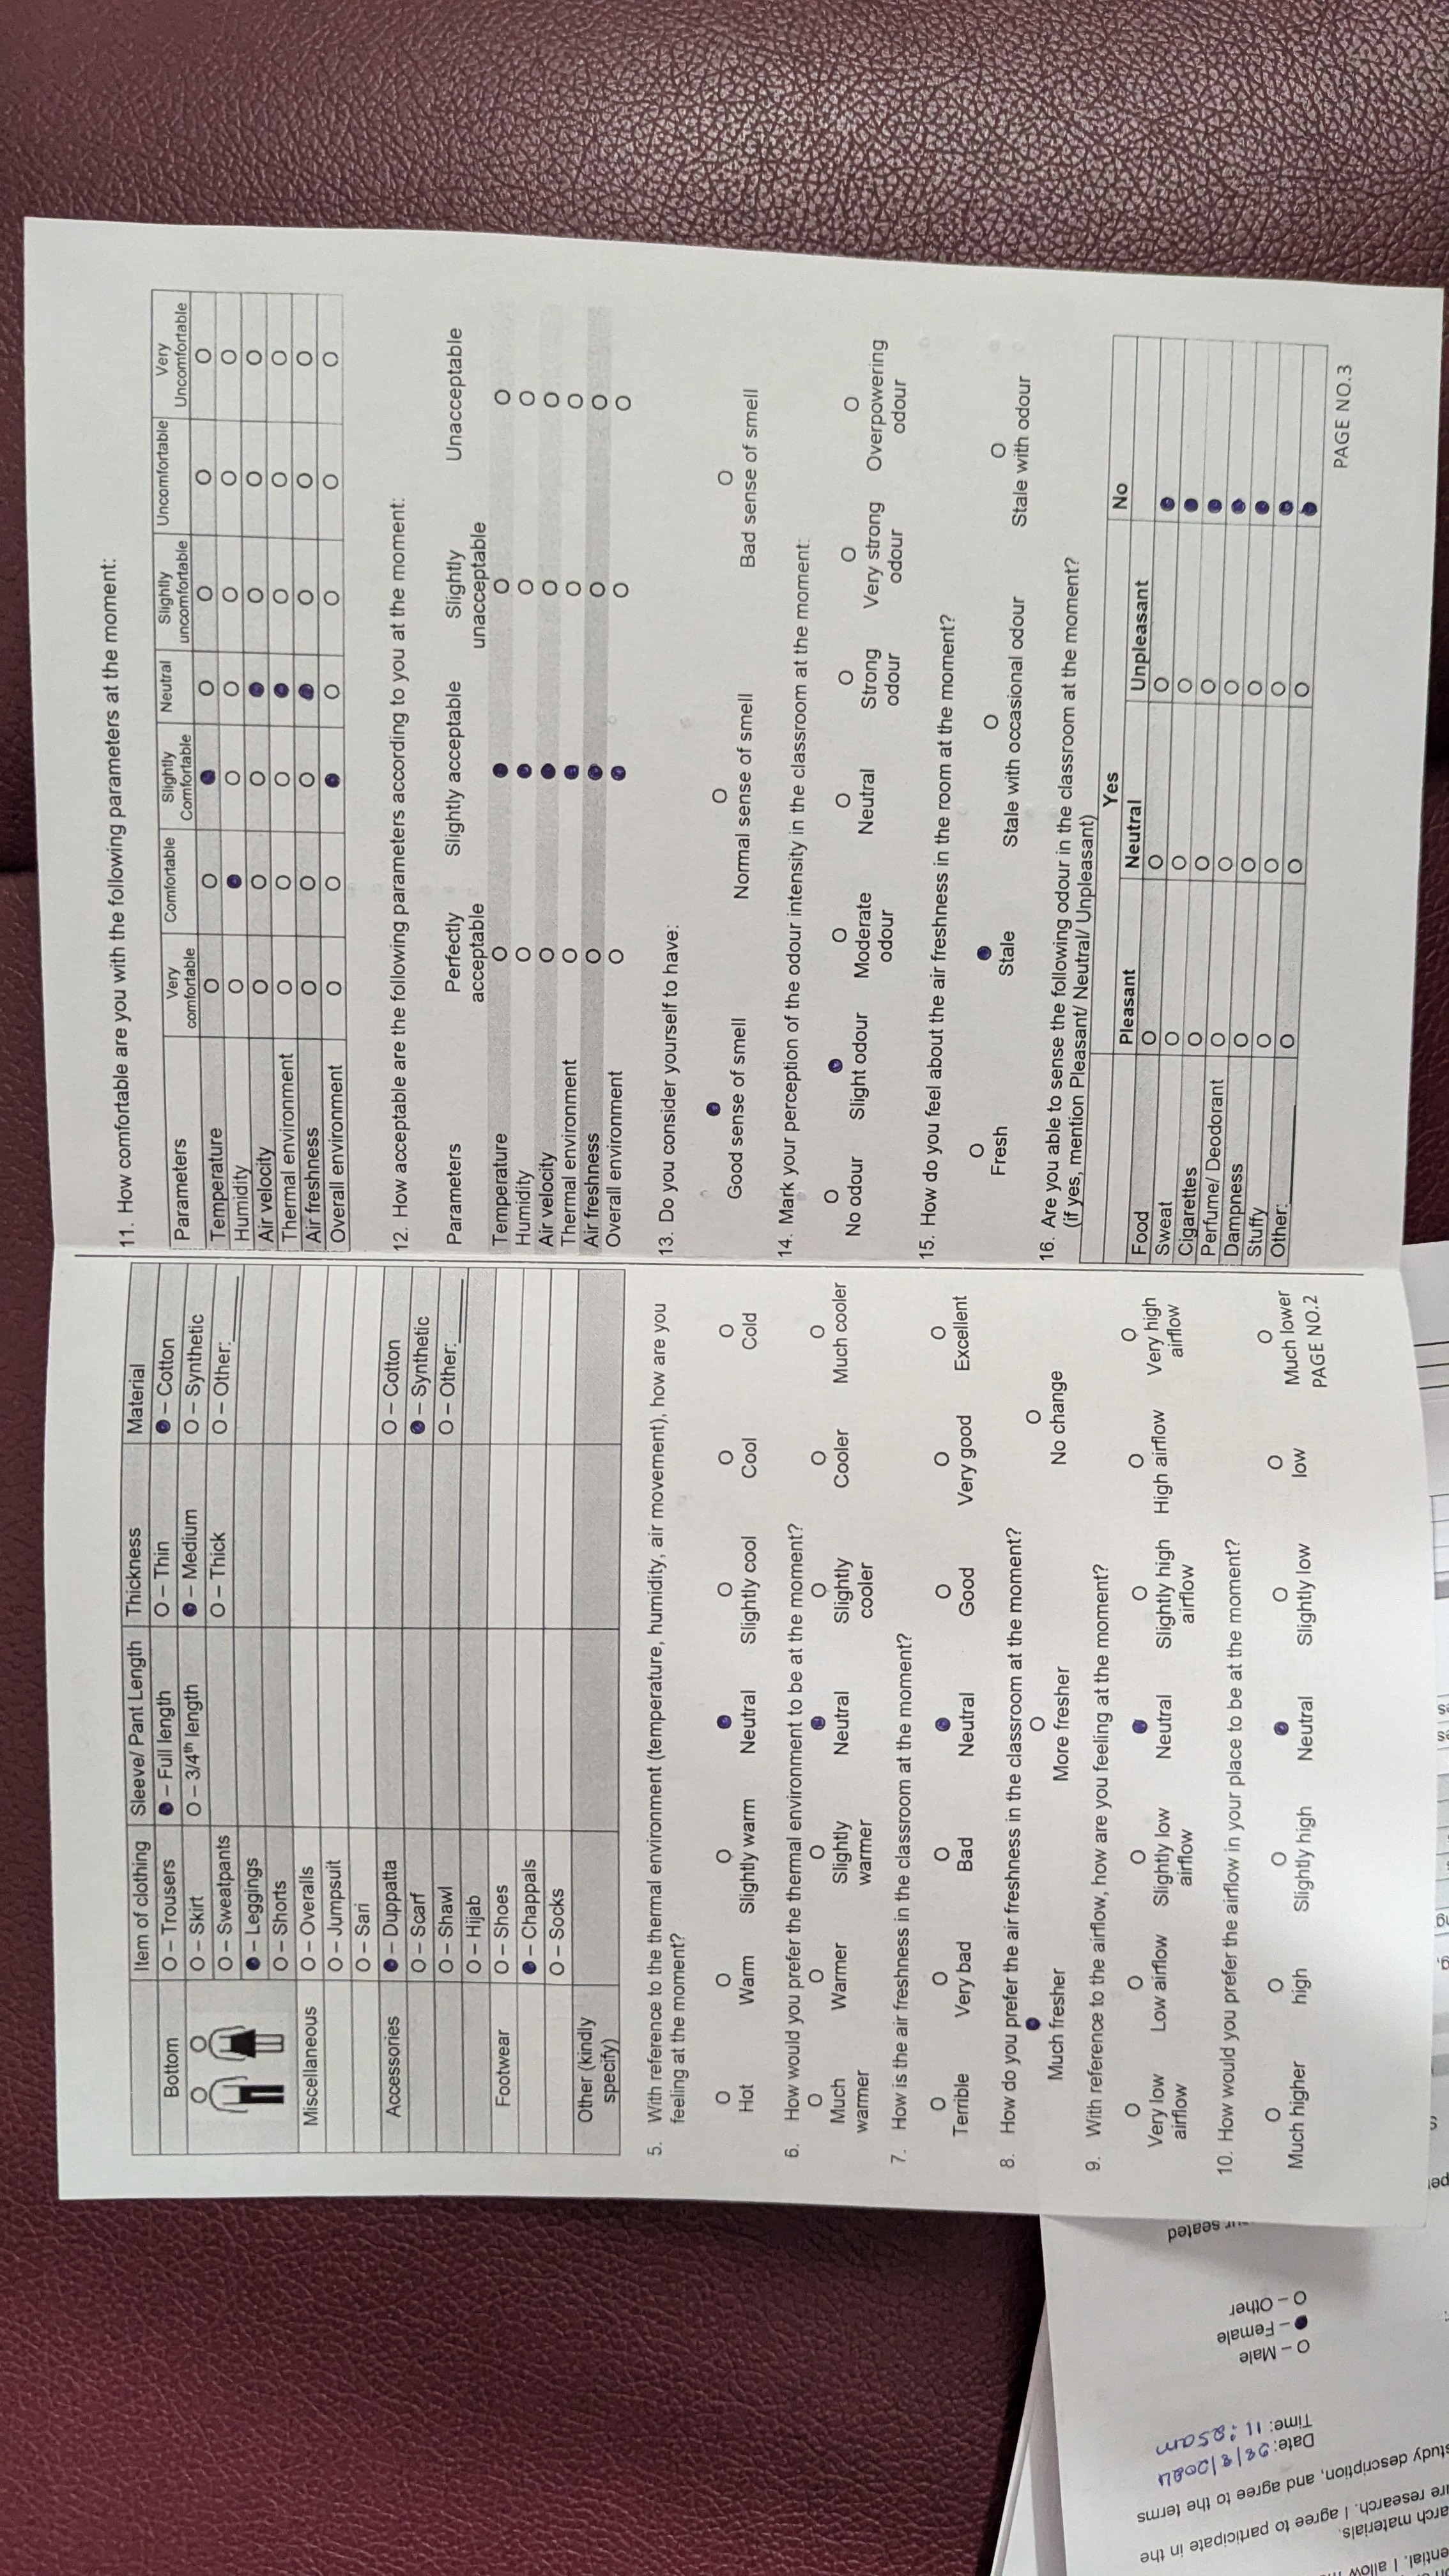 Item of clothing Sleeve/ Pant Length Thickness Material
Bottom O – Trousers ● – Full length O – Thin ● – Cotton
O – Skirt O – 3/4th length ● – Medium O – Synthetic
O – Sweatpants O – Thick O – Other:____
● – Leggings
O – Shorts
Miscellaneous O – Overalls
O – Jumpsuit
O – Sari
Accessories ● – Duppatta O – Cotton
O – Scarf ● – Synthetic
O – Shawl O – Other:____
O – Hijab
Footwear O – Shoes
● – Chappals
O – Socks
Other (kindly
specify)
5. With reference to the thermal environment (temperature, humidity, air movement), how are you
feeling at the moment?
O O O ● O O O
Hot Warm Slightly warm Neutral Slightly cool Cool Cold
6. How would you prefer the thermal environment to be at the moment?
O O O ● O O O
Much Warmer Slightly Neutral Slightly Cooler Much cooler
warmer warmer cooler
7. How is the air freshness in the classroom at the moment?
O O O ● O O O
Terrible Very bad Bad Neutral Good Very good Excellent
8. How do you prefer the air freshness in the classroom at the moment?
● O O
Much fresher More fresher No change
9. With reference to the airflow, how are you feeling at the moment?
O O O ● O O O
Very low Low airflow Slightly low Neutral Slightly high High airflow Very high
airflow airflow airflow airflow
10. How would you prefer the airflow in your place to be at the moment?
O O O ● O O O
Much higher high Slightly high Neutral Slightly low low Much lower
PAGE NO.2
11. How comfortable are you with the following parameters at the moment:
Parameters Very Comfortable Slightly Neutral Slightly Uncomfortable Very
comfortable Comfortable uncomfortable Uncomfortable
Temperature O O ● O O O O
Humidity O ● O O O O O
Air velocity O O O ● O O O
Thermal environment O O O ● O O O
Air freshness O O O ● O O O
Overall environment O O ● O O O O
12. How acceptable are the following parameters according to you at the moment:
Parameters Perfectly Slightly acceptable Slightly Unacceptable
acceptable unacceptable
Temperature O ● O O
Humidity O ● O O
Air velocity O ● O O
Thermal environment O ● O O
Air freshness O ● O O
Overall environment O ● O O
13. Do you consider yourself to have:
● O O
Good sense of smell Normal sense of smell Bad sense of smell
14. Mark your perception of the odour intensity in the classroom at the moment:
O ● O O O O O
No odour Slight odour Moderate Neutral Strong Very strong Overpowering
odour odour odour odour
15. How do you feel about the air freshness in the room at the moment?
O ● O O
Fresh Stale Stale with occasional odour Stale with odour
16. Are you able to sense the following odour in the classroom at the moment?
(if yes, mention Pleasant/ Neutral/ Unpleasant)
Yes No
Pleasant Neutral Unpleasant
Food O O O ●
Sweat O O O ●
Cigarettes O O O ●
Perfume/ Deodorant O O O ●
Dampness O O O ●
Stuffy O O O ●
Other:________ O O O ●
PAGE NO.3
seated
O – Male
● – Female
O – Other
Date: 28/8/2024
Time: 11:25am
study description, and agree to the terms
research. I agree to participate in the
materials.
I allow